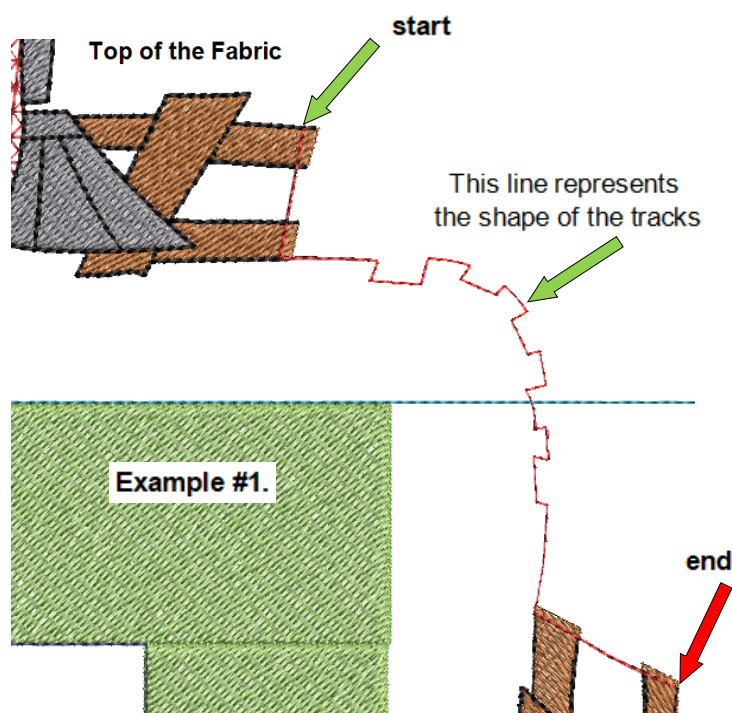 start
Top of the Fabric
This line represents
the shape of the tracks
Example #1.
end